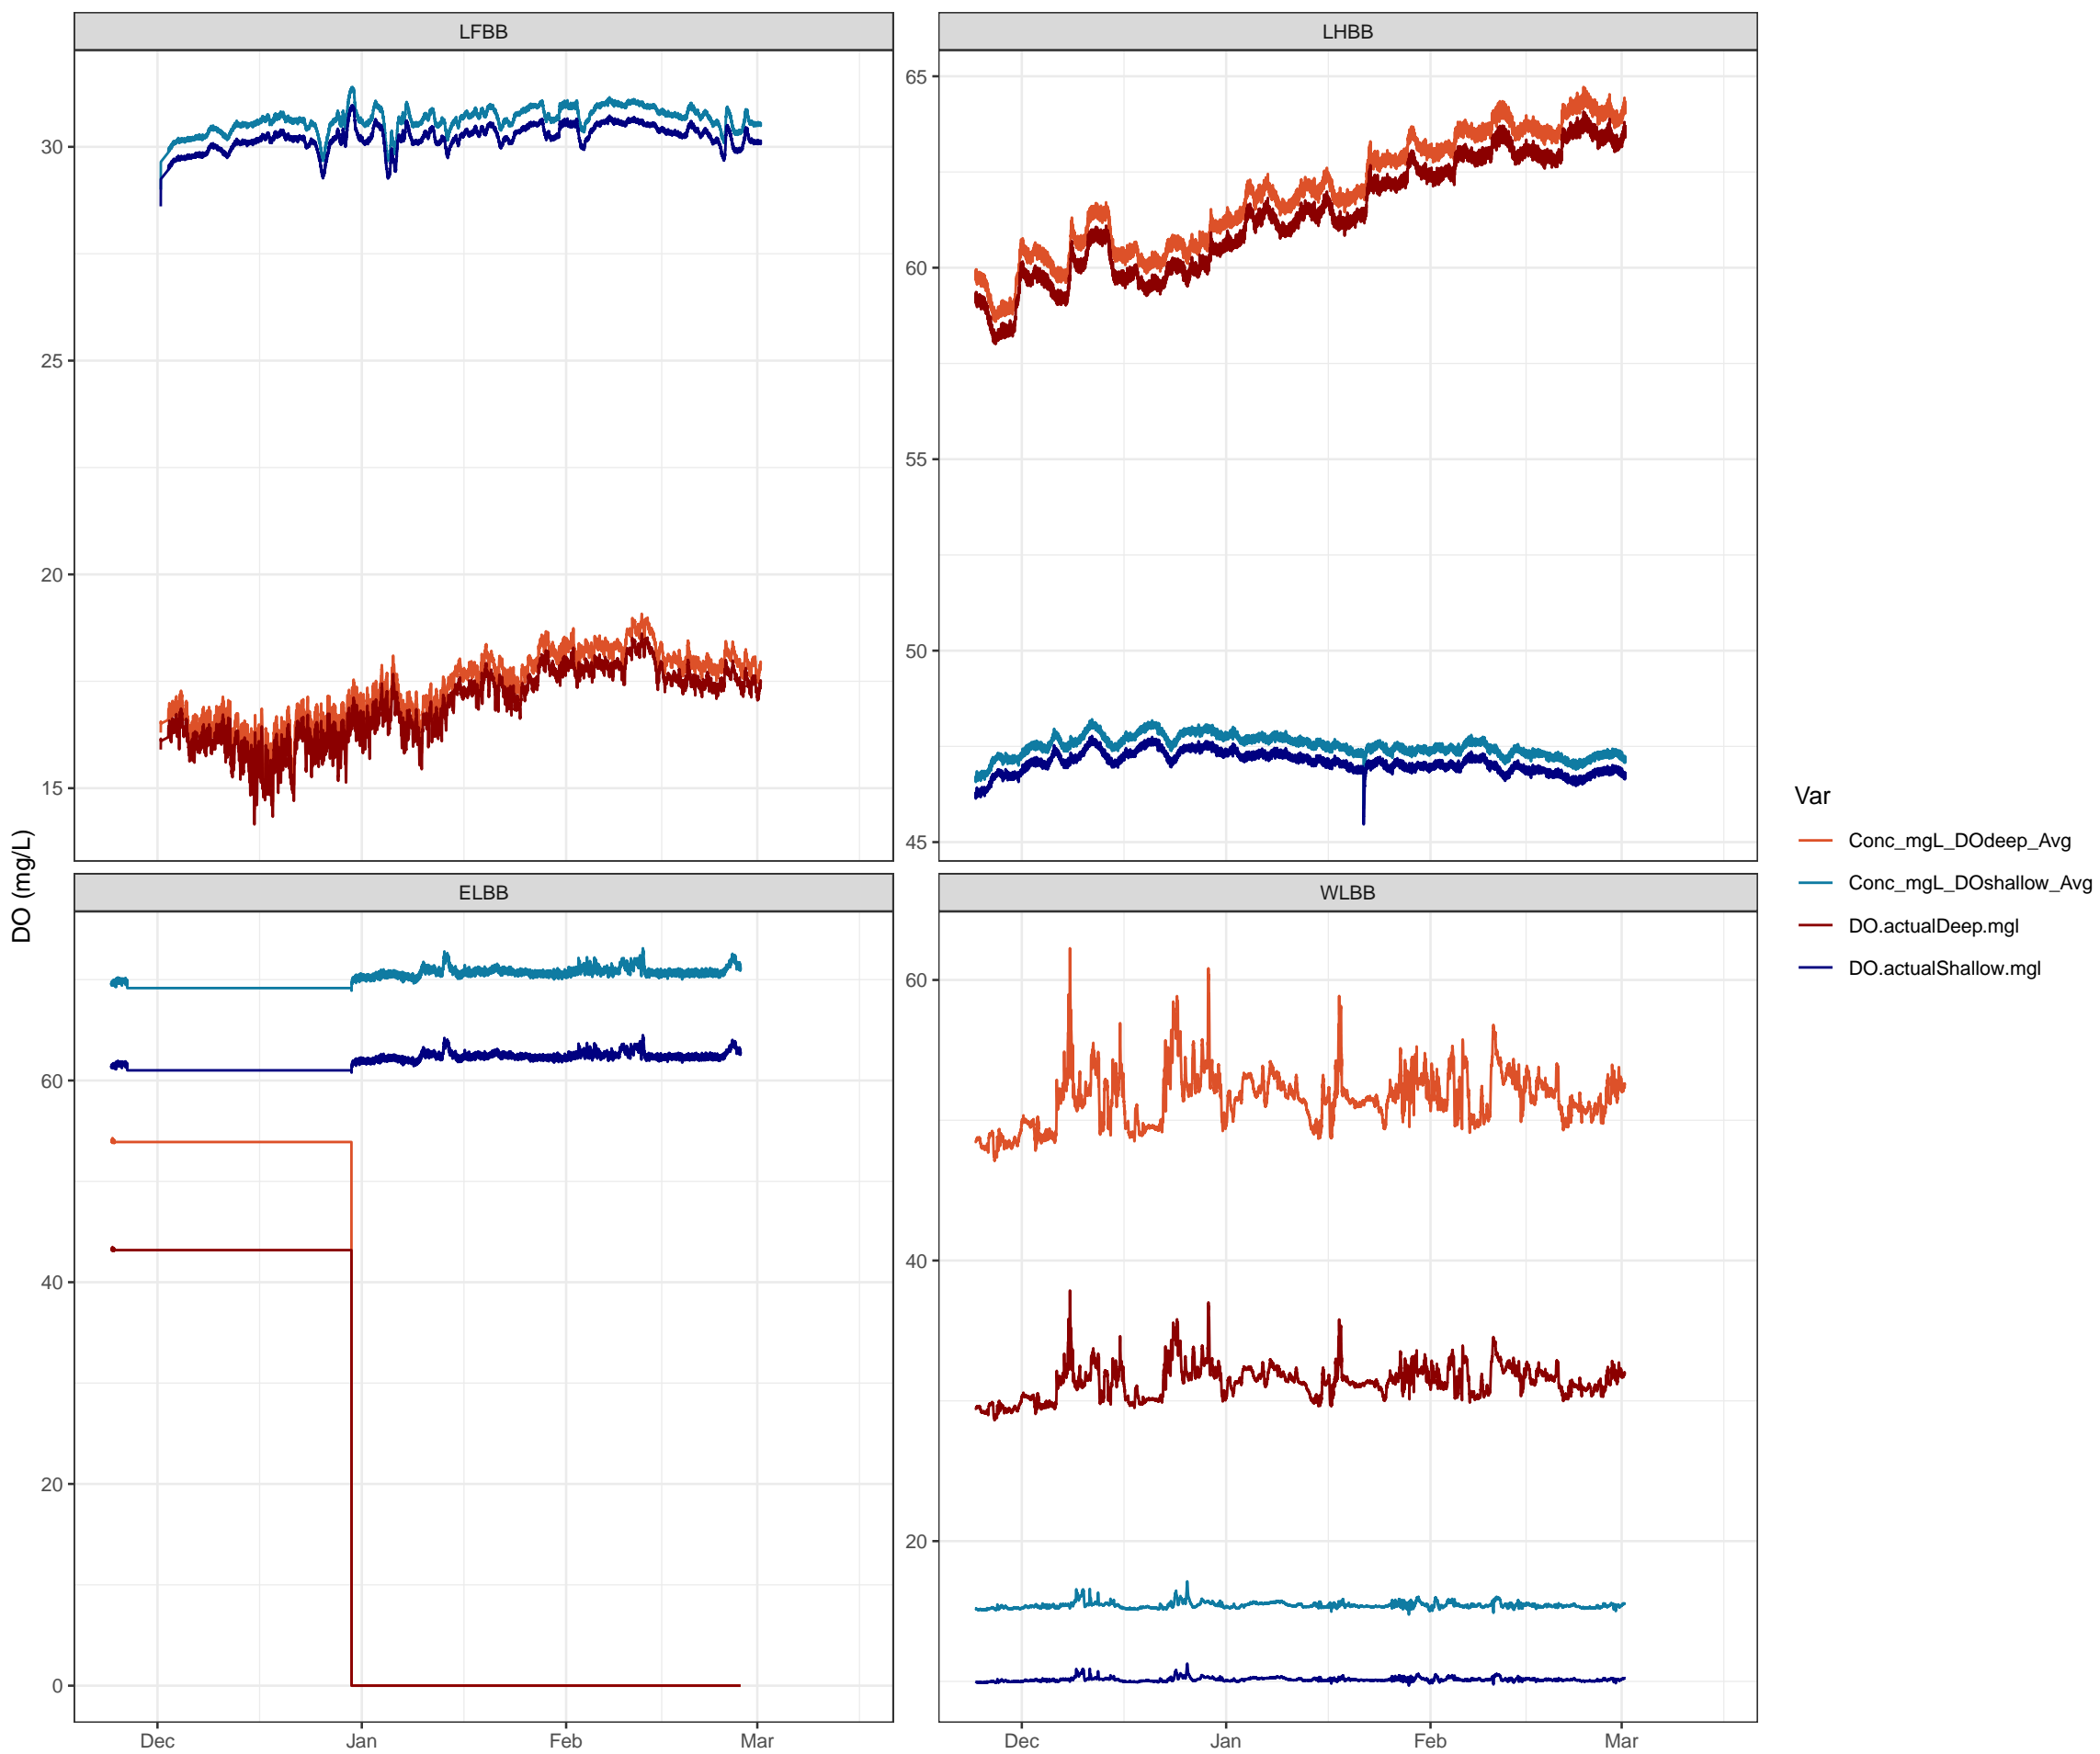 LFBB
LHBB
30
25
20
15
65
60
55
50
45
DO (mg/L)
ELBB
WLBB
60
40
20
0
60
40
20
Dec
Jan
Feb
Mar
Dec
Jan
Feb
Mar
Var
Conc_mgL_DOdeep_Avg
Conc_mgL_DOshallow_Avg
DO.actualDeep.mgl
DO.actualShallow.mgl